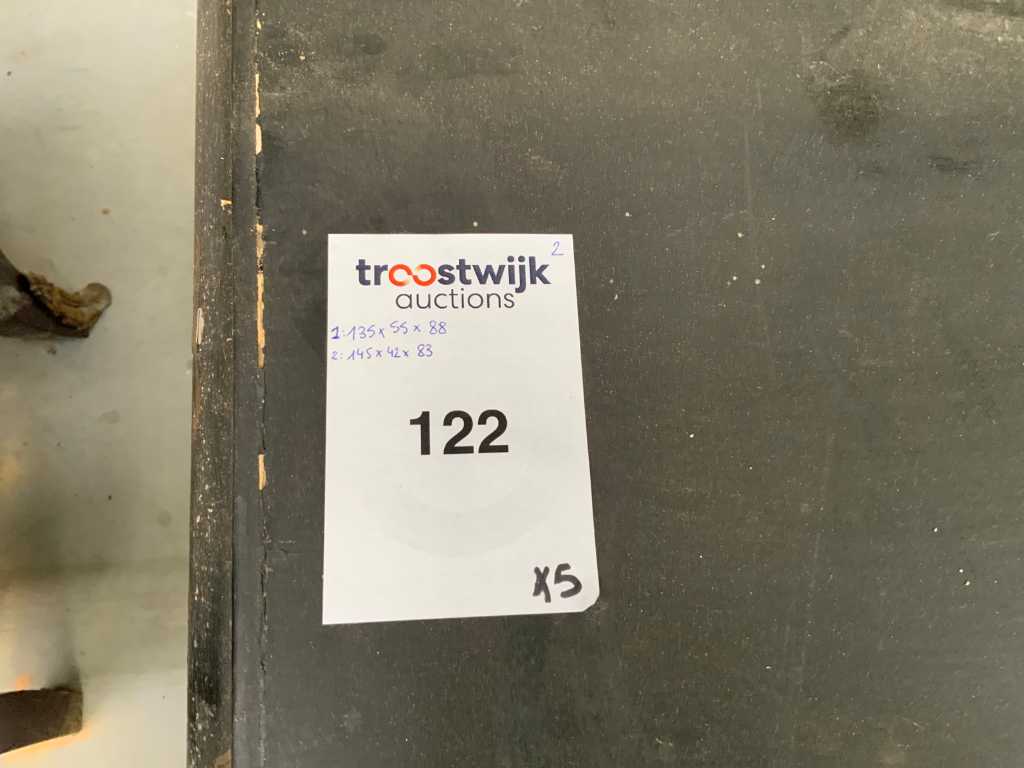 2
troostwijk
auctions
1:135 x 55 x 88
2:145 x 42 x 83
122
x5